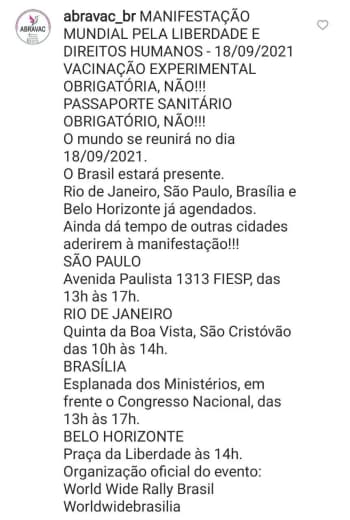 ABRAVAC
abravac_br MANIFESTAÇÃO
MUNDIAL PELA LIBERDADE E
DIREITOS HUMANOS - 18/09/2021
VACINAÇÃO EXPERIMENTAL
OBRIGATÓRIA, NÃO!!!
PASSAPORTE SANITÁRIO
OBRIGATÓRIO, NÃO!!!
O mundo se reunirá no dia
18/09/2021.
O Brasil estará presente.
Rio de Janeiro, São Paulo, Brasília e
Belo Horizonte já agendados.
Ainda dá tempo de outras cidades
aderirem à manifestação!!!
SÃO PAULO
Avenida Paulista 1313 FIESP, das
13h às 17h.
RIO DE JANEIRO
Quinta da Boa Vista, São Cristóvão
das 10h às 14h.
BRASÍLIA
Esplanada dos Ministérios, em
frente o Congresso Nacional, das
13h às 17h.
BELO HORIZONTE
Praça da Liberdade às 14h.
Organização oficial do evento:
World Wide Rally Brasil
Worldwidebrasilia